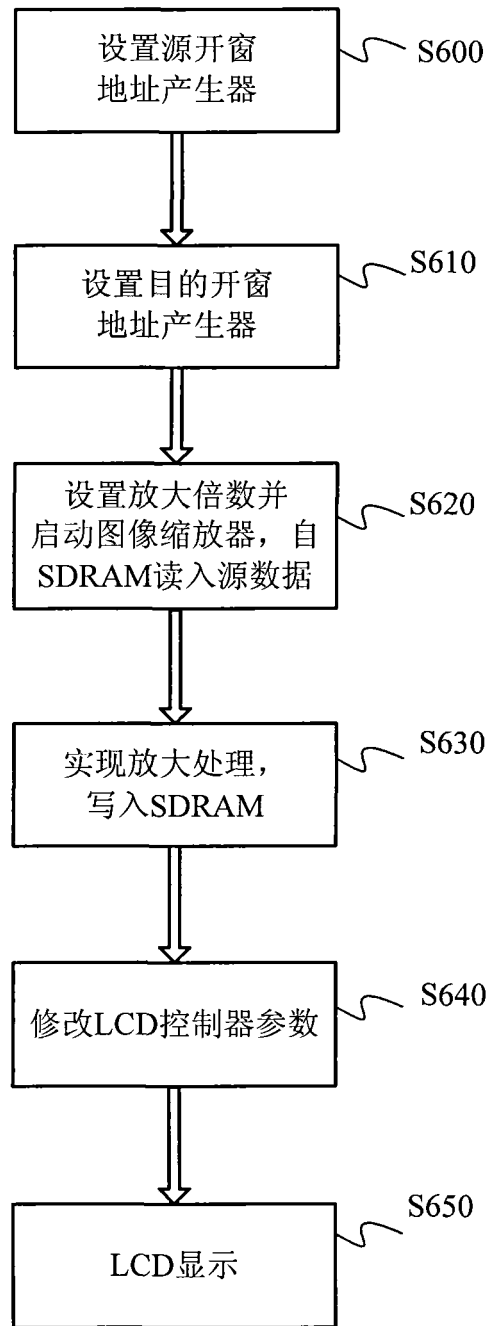 设置源开窗
地址产生器
S600
设置目的开窗
地址产生器
S610
设置放大倍数并
启动图像缩放器，自
SDRAM读入源数据
S620
实现放大处理，
写入SDRAM
S630
修改LCD控制器参数
S640
LCD显示
S650